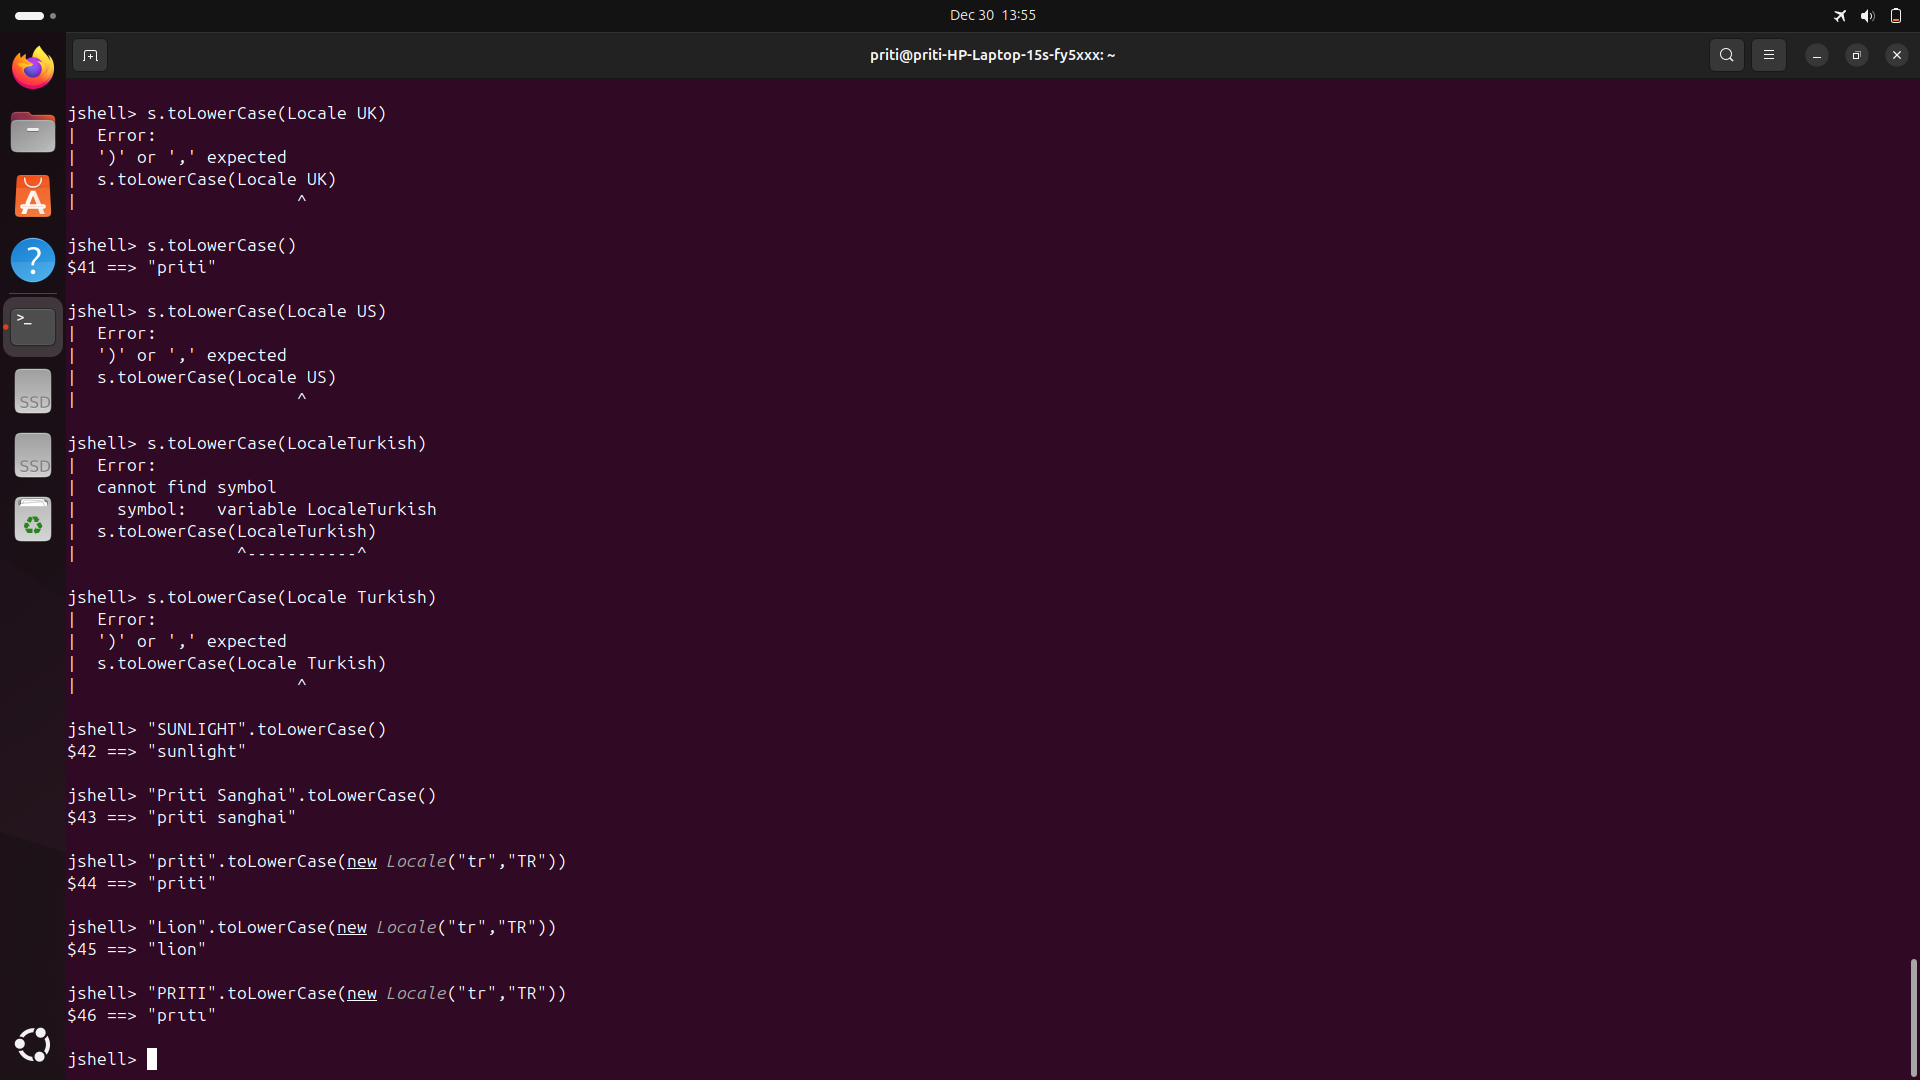 Dec 30 13:55
priti@priti-HP-Laptop-15s-fy5xxx: ~
jshell> s.toLowerCase(Locale UK)
|  Error:
|  ')' or ',' expected
|  s.toLowerCase(Locale UK)
|                      ^
jshell> s.toLowerCase()
$41 ==> "priti"
jshell> s.toLowerCase(Locale US)
|  Error:
|  ')' or ',' expected
|  s.toLowerCase(Locale US)
|                      ^
jshell> s.toLowerCase(LocaleTurkish)
|  Error:
|  cannot find symbol
|    symbol:   variable LocaleTurkish
|  s.toLowerCase(LocaleTurkish)
|                ^-----------^
jshell> s.toLowerCase(Locale Turkish)
|  Error:
|  ')' or ',' expected
|  s.toLowerCase(Locale Turkish)
|                      ^
jshell> "SUNLIGHT".toLowerCase()
$42 ==> "sunlight"
jshell> "Priti Sanghai".toLowerCase()
$43 ==> "priti sanghai"
jshell> "priti".toLowerCase(new Locale("tr","TR"))
$44 ==> "priti"
jshell> "Lion".toLowerCase(new Locale("tr","TR"))
$45 ==> "lion"
jshell> "PRITI".toLowerCase(new Locale("tr","TR"))
$46 ==> "prıtı"
jshell>
>_
SSD
SSD